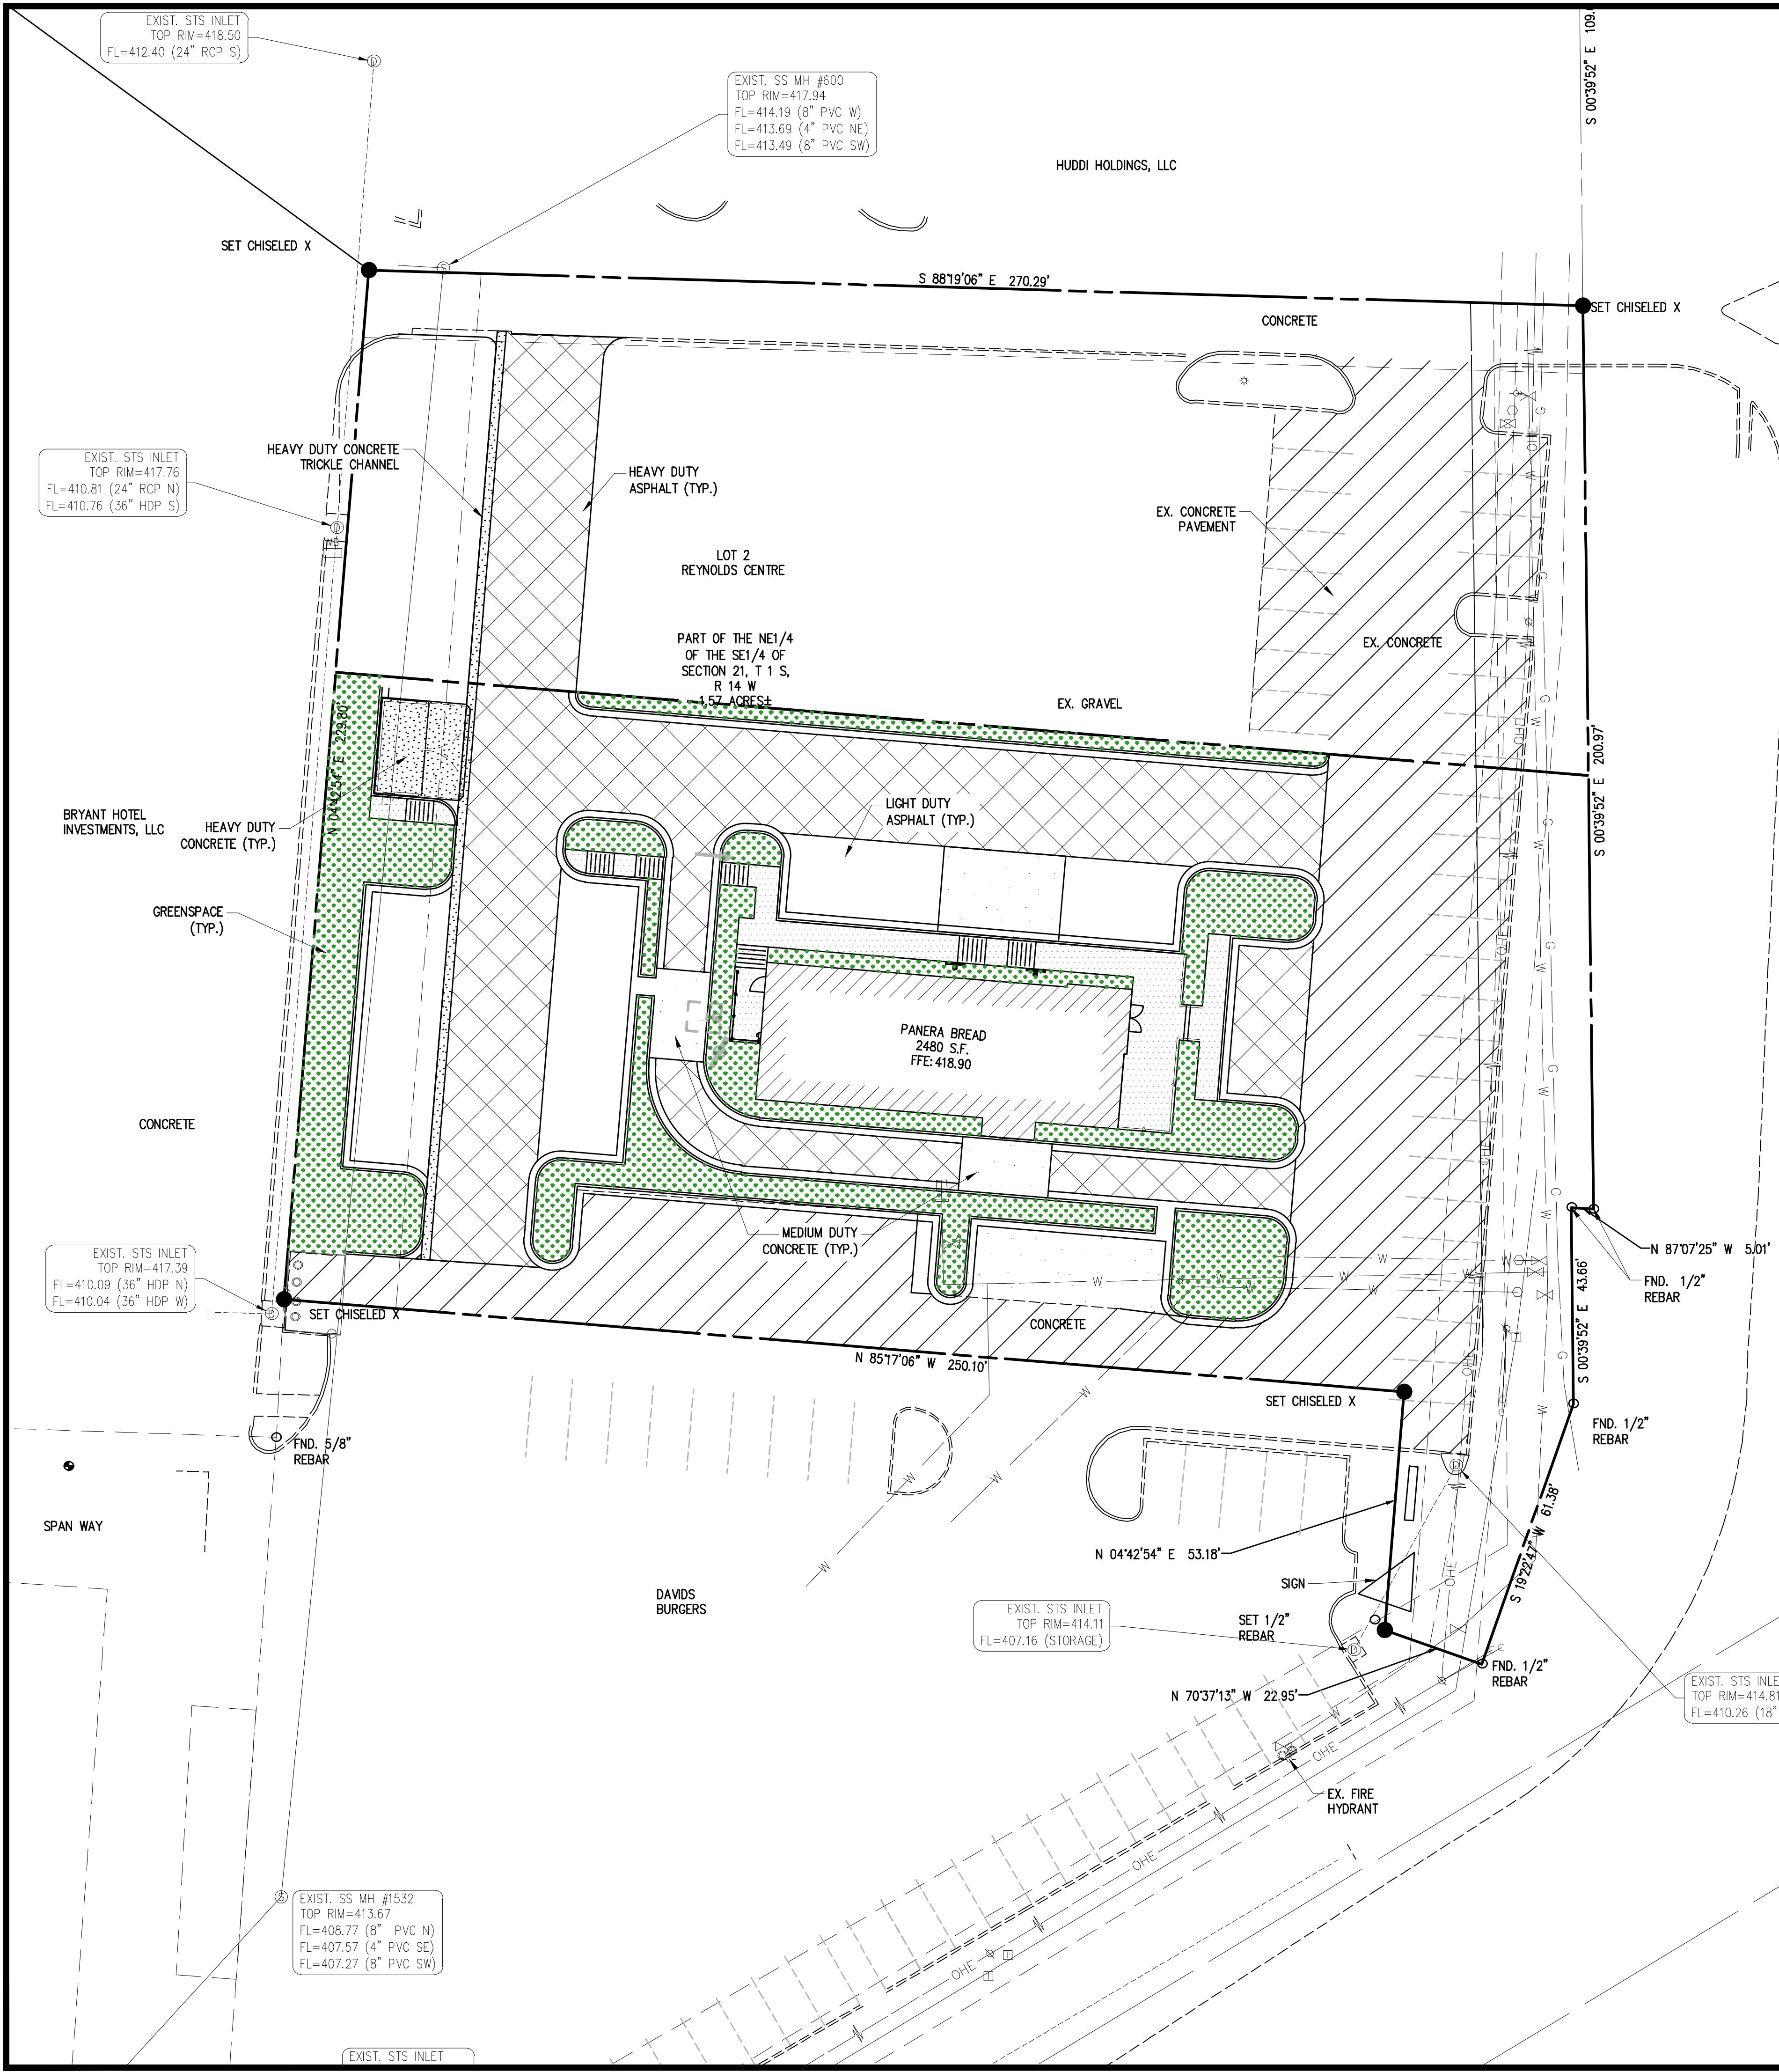 EXIST. STS INLET
TOP RIM=418.50
FL=412.40 (24" RCP S)
EXIST. SS MH #600
TOP RIM=417.94
FL=414.19 (8" PVC W)
FL=413.69 (4" PVC NE)
FL=413.49 (8" PVC SW)
S 00°39'52" E
HUDDI HOLDINGS, LLC
SET CHISELED X
S 88°19'06" E 270.29'
SET CHISELED X
CONCRETE
HEAVY DUTY CONCRETE
TRICKLE CHANNEL
HEAVY DUTY
ASPHALT (TYP.)
EXIST. STS INLET
TOP RIM=417.76
FL=410.81 (24" RCP N)
FL=410.76 (36" HDP S)
EX. CONCRETE
PAVEMENT
LOT 2
REYNOLDS CENTRE
PART OF THE NE1/4
OF THE SE1/4 OF
SECTION 21, T 1 S,
R 14 W
1.57 ACRES±
EX. CONCRETE
EX. GRAVEL
N 04°42'54" E 229.80'
S 00°39'52" E 200.97'
BRYANT HOTEL
INVESTMENTS, LLC
HEAVY DUTY
CONCRETE (TYP.)
LIGHT DUTY
ASPHALT (TYP.)
GREENSPACE
(TYP.)
PANERA BREAD
2480 S.F.
FFE: 418.90
CONCRETE
MEDIUM DUTY
CONCRETE (TYP.)
EXIST. STS INLET
TOP RIM=417.39
FL=410.09 (36" HDP N)
FL=410.04 (36" HDP W)
SET CHISELED X
N 87°07'25" W 5.01'
FND. 1/2"
REBAR
S 00°39'52" E 43.66'
CONCRETE
N 85°17'06" W 250.10'
SET CHISELED X
FND. 1/2"
REBAR
FND. 5/8"
REBAR
SPAN WAY
N 04°42'54" E 53.18'
S 19°22'47" W 61.38'
SIGN
DAVIDS
BURGERS
EXIST. STS INLET
TOP RIM=414.11
FL=407.16 (STORAGE)
SET 1/2"
REBAR
FND. 1/2"
REBAR
N 70°37'13" W 22.95'
TOP RIM=414.81
FL=410.26 (18"
EX. FIRE
HYDRANT
OHE
OHE
OHE
EXIST. SS MH #1532
TOP RIM=413.67
FL=408.77 (8" PVC N)
FL=407.57 (4" PVC SE)
FL=407.27 (8" PVC SW)
EXIST. STS INLET